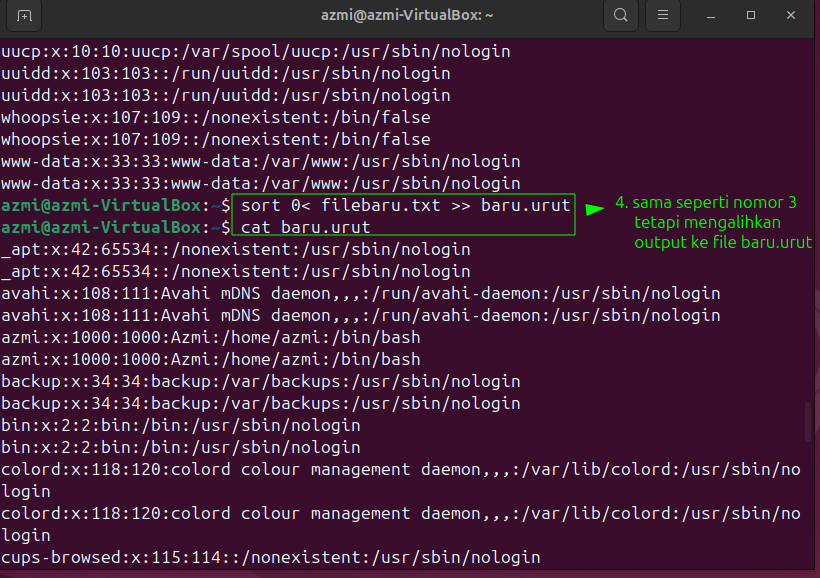 azmi@azmi-VirtualBox: ~
uucp:x:10:10:uucp:/var/spool/uucp:/usr/sbin/nologin
uuidd:x:103:103::/run/uuidd:/usr/sbin/nologin
uuidd:x:103:103::/run/uuidd:/usr/sbin/nologin
whoopsie:x:107:109::/nonexistent:/bin/false
whoopsie:x:107:109::/nonexistent:/bin/false
www-data:x:33:33:www-data:/var/www:/usr/sbin/nologin
www-data:x:33:33:www-data:/var/www:/usr/sbin/nologin
azmi@azmi-VirtualBox:~$ sort 0< filebaru.txt >> baru.urut
azmi@azmi-VirtualBox:~$ cat baru.urut
4. sama seperti nomor 3
tetapi mengalihkan
output ke file baru.urut
_apt:x:42:65534::/nonexistent:/usr/sbin/nologin
_apt:x:42:65534::/nonexistent:/usr/sbin/nologin
avahi:x:108:111:Avahi mDNS daemon,,,:/run/avahi-daemon:/usr/sbin/nologin
avahi:x:108:111:Avahi mDNS daemon,,,:/run/avahi-daemon:/usr/sbin/nologin
azmi:x:1000:1000:Azmi:/home/azmi:/bin/bash
azmi:x:1000:1000:Azmi:/home/azmi:/bin/bash
backup:x:34:34:backup:/var/backups:/usr/sbin/nologin
backup:x:34:34:backup:/var/backups:/usr/sbin/nologin
bin:x:2:2:bin:/bin:/usr/sbin/nologin
bin:x:2:2:bin:/bin:/usr/sbin/nologin
colord:x:118:120:colord colour management daemon,,,:/var/lib/colord:/usr/sbin/no
login
colord:x:118:120:colord colour management daemon,,,:/var/lib/colord:/usr/sbin/no
login
cups-browsed:x:115:114::/nonexistent:/usr/sbin/nologin